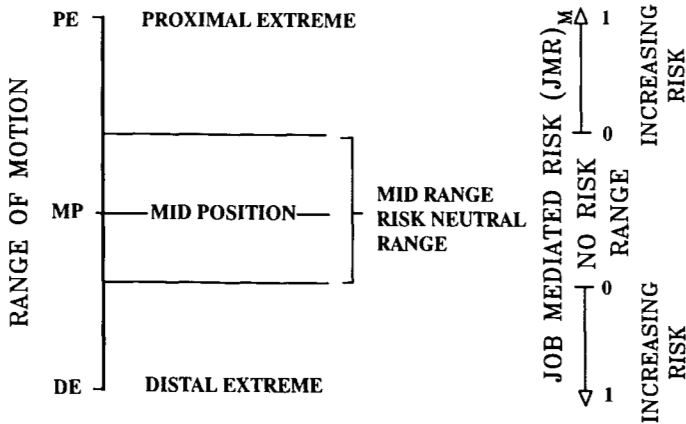 PE PROXIMAL EXTREME
RANGE OF MOTION
MP MID POSITION
MID RANGE
RISK NEUTRAL
RANGE
DE DISTAL EXTREME
JOB MEDIATED RISK (JMR)M
1
0
INCREASING
RISK
NO RISK
RANGE
0
1
INCREASING
RISK